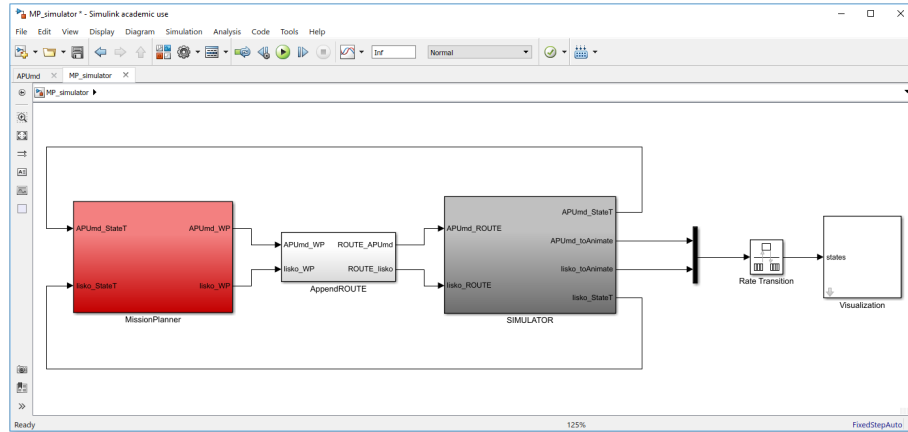 MP_simulator * - Simulink academic use
File Edit View Display Diagram Simulation Analysis Code Tools Help
Inf Normal
APUmd MP_simulator
MP_simulator
APUmd_StateT APUmd_WP
lisko_StateT lisko_WP
MissionPlanner
APUmd_WP ROUTE_APUmd
lisko_WP ROUTE_lisko
AppendROUTE
APUmd_StateT
APUmd_ROUTE
APUmd_toAnimate
lisko_toAnimate
lisko_ROUTE
lisko_StateT
SIMULATOR
Rate Transition
states
Visualization
Ready 125% FixedStepAuto